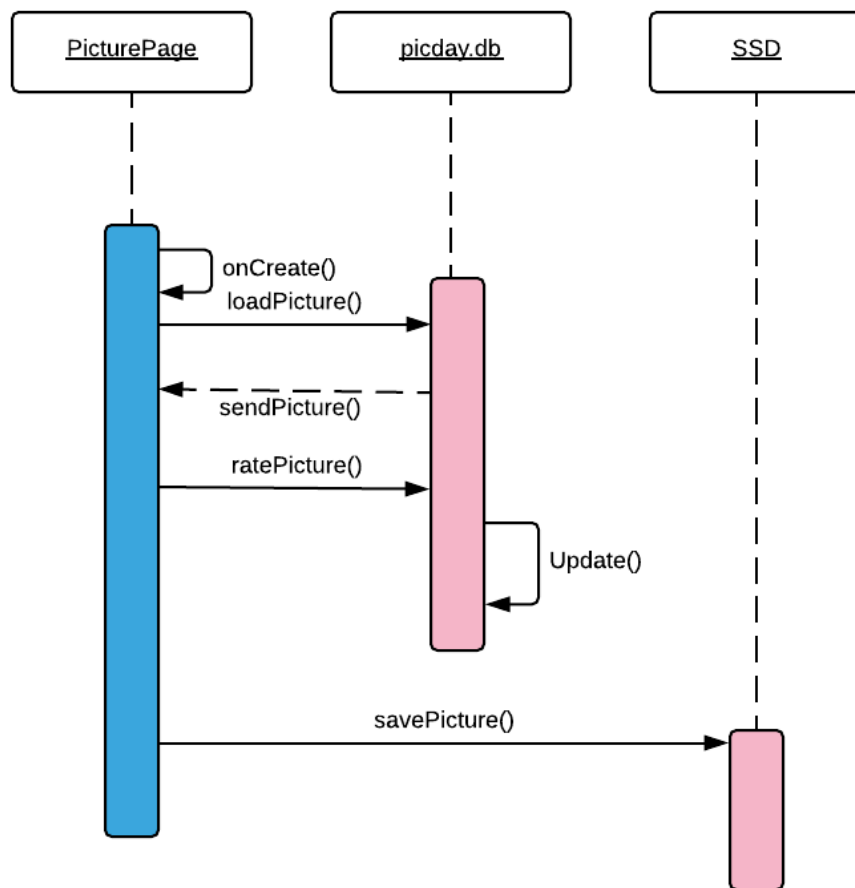 PicturePage
picday.db
SSD
onCreate()
loadPicture()
sendPicture()
ratePicture()
Update()
savePicture()